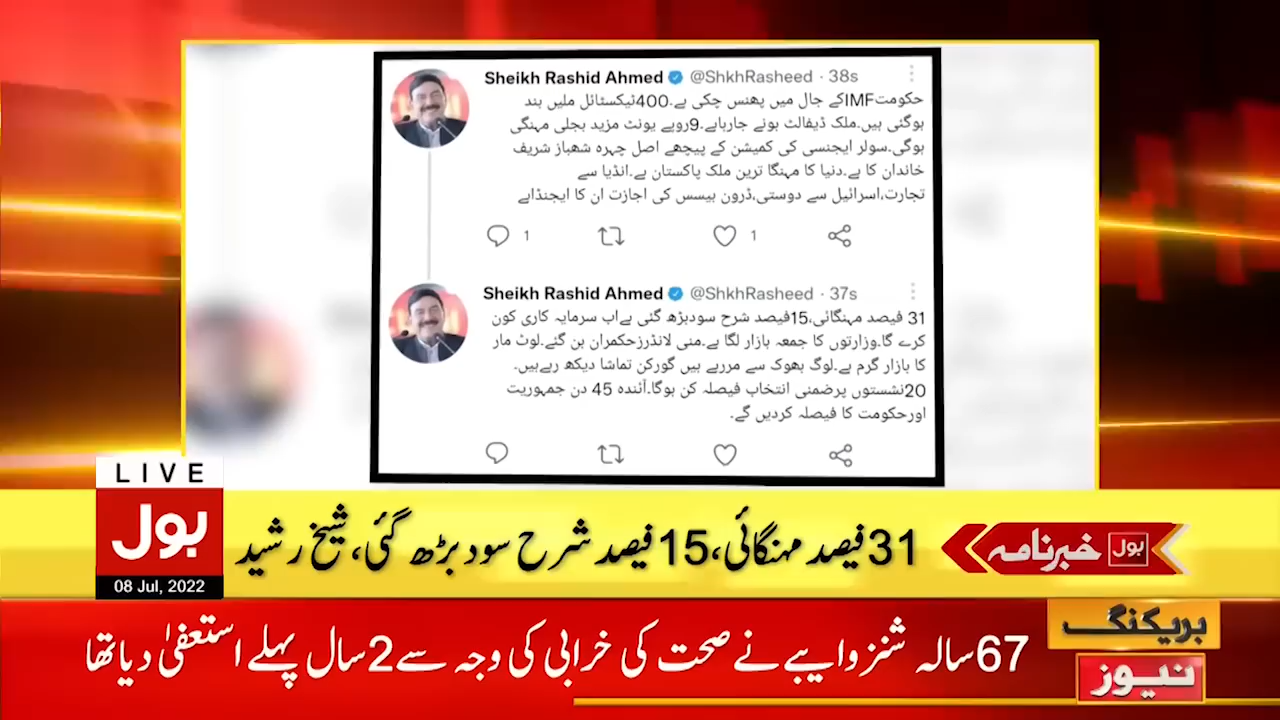 Sheikh Rashid Ahmed @ShkhRasheed · 38s
حکومتIMFکے جال میں پھنس چکی ہے۔400ٹیکسٹائل ملیں بند
ہوگئی ہیں۔ملک ڈیفالٹ ہونے جارہاہے۔9روپے یونٹ مزید بجلی مہنگی
ہوگی۔سولر ایجنسی کی کمیشن کے پیچھے اصل چہرہ شھباز شریف
خاندان کا ہے۔دنیا کا مہنگا ترین ملک پاکستان ہے۔انڈیا سے
تجارت،اسرائیل سے دوستی،ڈرون بیسس کی اجازت ان کا ایجنڈاہے
1 1
Sheikh Rashid Ahmed @ShkhRasheed · 37s
31 فیصد مہنگائی،15فیصد شرح سودبڑھ گئی ہےاب سرمایہ کاری کون
کرے گا۔وزارتوں کا جمعہ بازار لگا ہے۔منی لانڈرزحکمران بن گئے۔لوٹ مار
کا بازار گرم ہے۔لوگ بھوک سے مررہے ہیں گورکن تماشا دیکھ رہےہیں۔
20نشستوں پرضمنی انتخاب فیصلہ کن ہوگا۔آئندہ 45 دن جمہوریت
اورحکومت کا فیصلہ کردیں گے۔
LIVE
بول
08 Jul, 2022
بول خبرنامہ
31 فیصد مہنگائی، 15 فیصد شرح سود بڑھ گئی، شیخ رشید
بریکنگ
نیوز
67 سالہ شنزو ایبے نے صحت کی خرابی کی وجہ سے 2 سال پہلے استعفیٰ دیا تھا